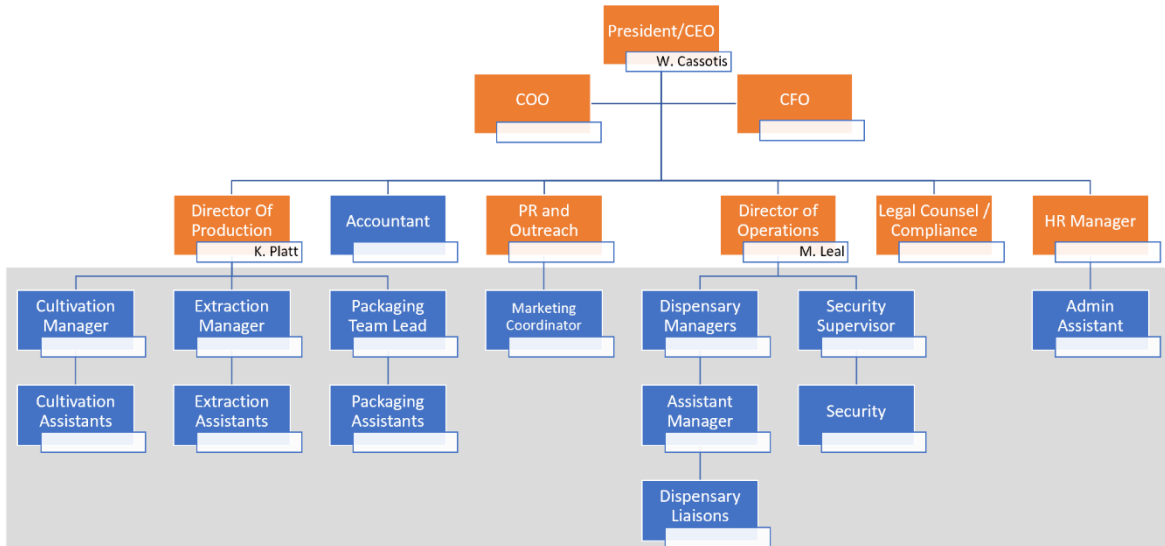 President/CEO
W. Cassotis
COO
CFO
Director Of
Production
K. Platt
Accountant
PR and
Outreach
Director of
Operations
M. Leal
Legal Counsel /
Compliance
HR Manager
Cultivation
Manager
Extraction
Manager
Packaging
Team Lead
Marketing
Coordinator
Dispensary
Managers
Security
Supervisor
Admin
Assistant
Cultivation
Assistants
Extraction
Assistants
Packaging
Assistants
Assistant
Manager
Security
Dispensary
Liaisons